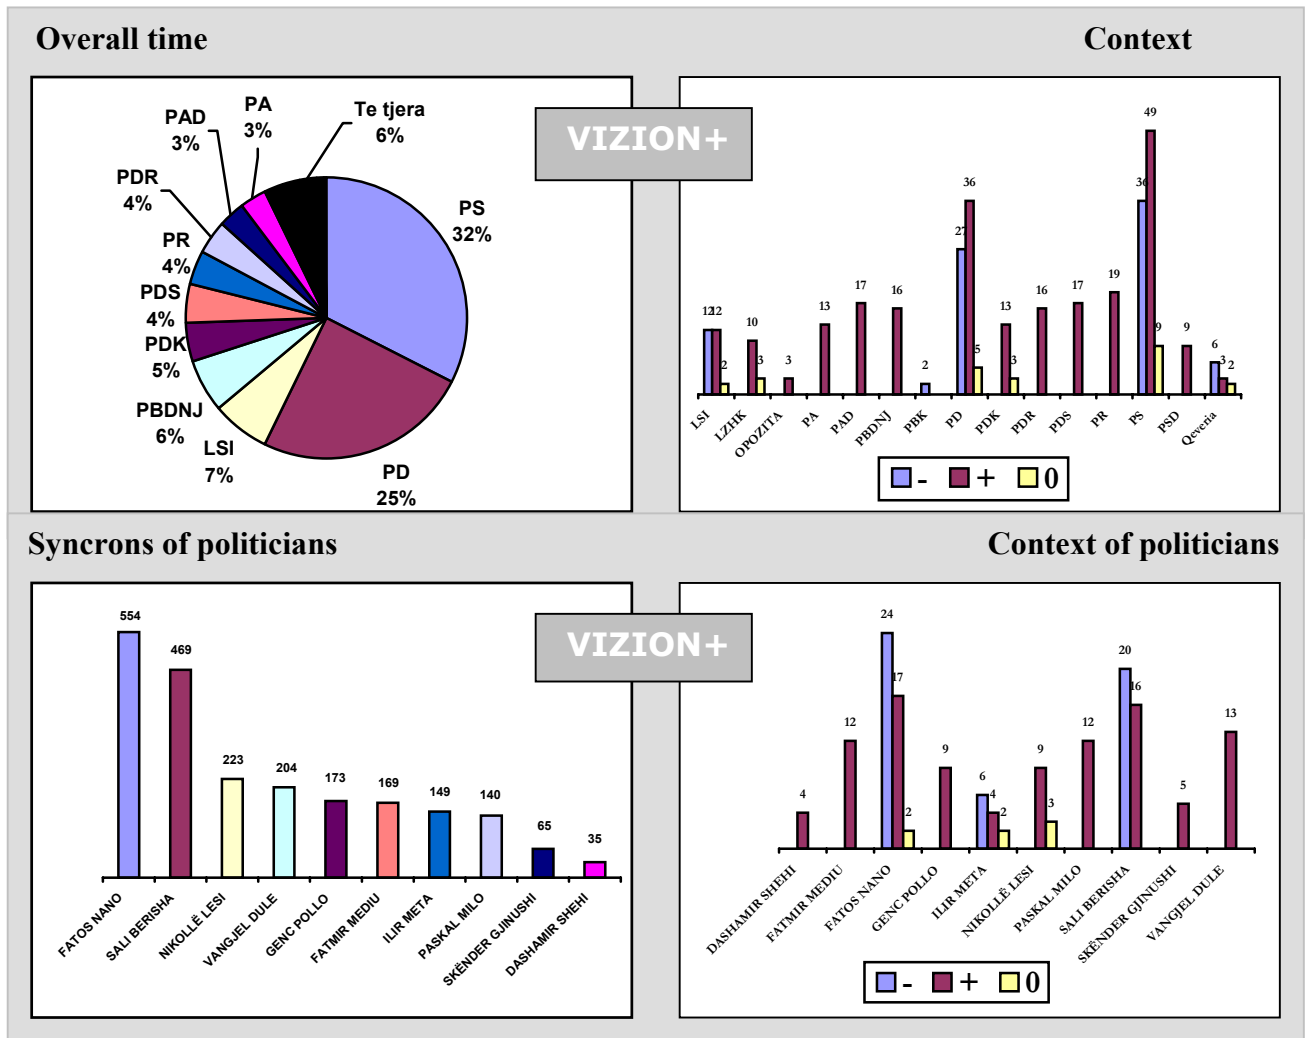 Overall time
Context
VIZION+
PS
32%
PD
25%
LSI
7%
PBDNJ
6%
PDK
5%
PDS
4%
PR
4%
PDR
4%
PAD
3%
PA
3%
Te tjera
6%
12 12 2 10 3 3 13 17 16 2 27 36 5 13 3 16 17 19 36 49 9 9 6 3 2
LSI LZHK OPOZITA PA PAD PBDNJ PBK PD PDK PDR PDS PR PS PSD Qeveria
- + 0
Syncrons of politicians
Context of politicians
VIZION+
554 469 223 204 173 169 149 140 65 35
FATOS NANO
SALI BERISHA
NIKOLLË LESI
VANGJEL DULE
GENC POLLO
FATMIR MEDIU
ILIR META
PASKAL MILO
SKËNDER GJINUSHI
DASHAMIR SHEHI
4 12 24 17 2 9 6 4 2 9 3 12 20 16 5 13
DASHAMIR SHEHI
FATMIR MEDIU
FATOS NANO
GENC POLLO
ILIR META
NIKOLLË LESI
PASKAL MILO
SALI BERISHA
SKËNDER GJINUSHI
VANGJEL DULE
- + 0